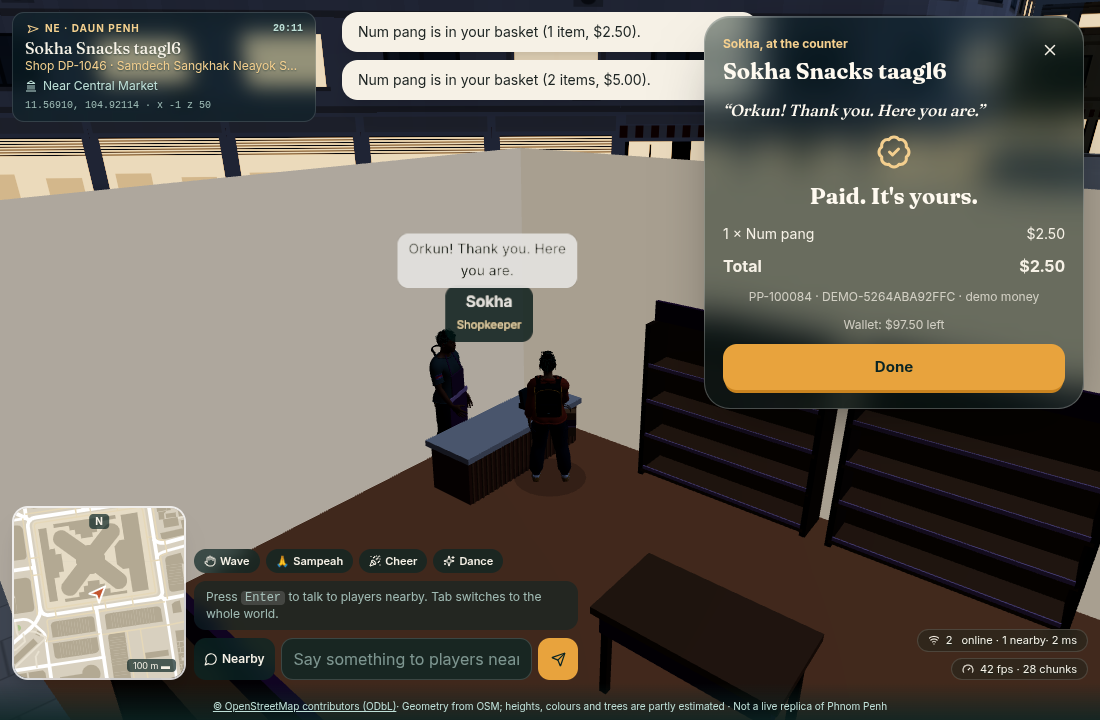 NE · DAUN PENH
20:11
Sokha Snacks taagl6
Shop DP-1046 · Samdech Sangkhak Neayok S…
Near Central Market
11.56910, 104.92114 · x -1 z 50
Num pang is in your basket (1 item, $2.50).
Num pang is in your basket (2 items, $5.00).
Sokha, at the counter
Sokha Snacks taagl6
“Orkun! Thank you. Here you are.”
Paid. It's yours.
1 × Num pang $2.50
Total $2.50
PP-100084 · DEMO-5264ABA92FFC · demo money
Wallet: $97.50 left
Done
Orkun! Thank you. Here
you are.
Sokha
Shopkeeper
N
100 m
Wave
Sampeah
Cheer
Dance
Press Enter to talk to players nearby. Tab switches to the
whole world.
Nearby
Say something to players near
2 online · 1 nearby · 2 ms
42 fps · 28 chunks
© OpenStreetMap contributors (ODbL) · Geometry from OSM; heights, colours and trees are partly estimated · Not a live replica of Phnom Penh